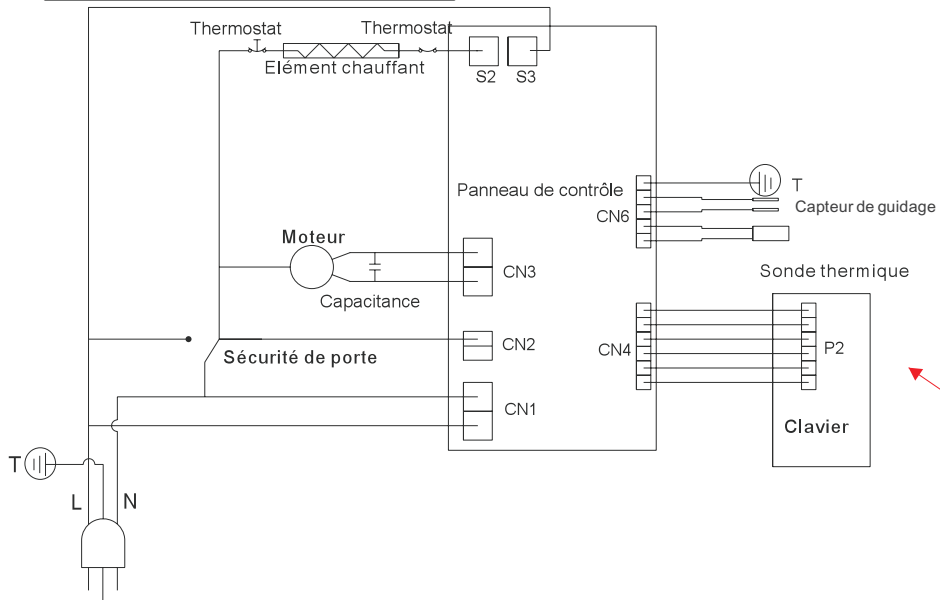 Thermostat
Thermostat
Elément chauffant
S2
S3
Panneau de contrôle
T
CN6
Capteur de guidage
Moteur
CN3
Sonde thermique
Capacitance
CN2
CN4
P2
Sécurité de porte
CN1
Clavier
T
L
N